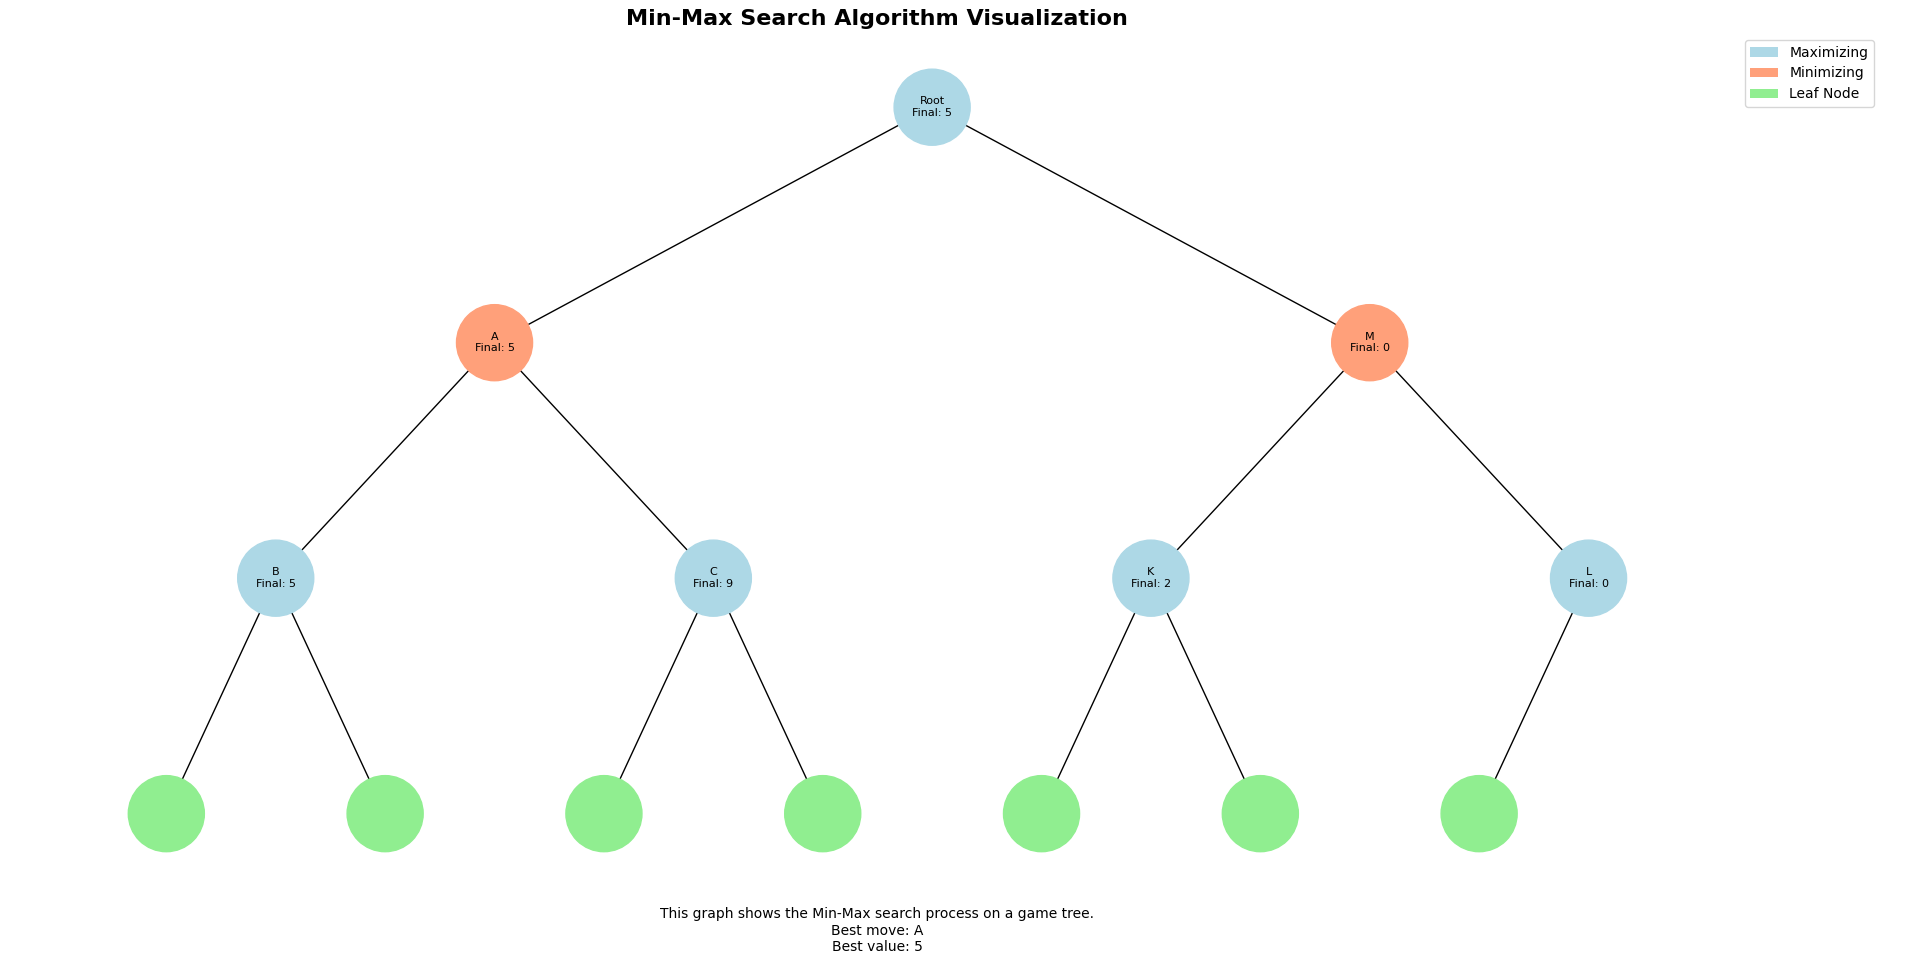 Min-Max Search Algorithm Visualization
Maximizing
Minimizing
Leaf Node
Root
Final: 5
A
Final: 5
M
Final: 0
B
Final: 5
C
Final: 9
K
Final: 2
L
Final: 0
This graph shows the Min-Max search process on a game tree.
Best move: A
Best value: 5